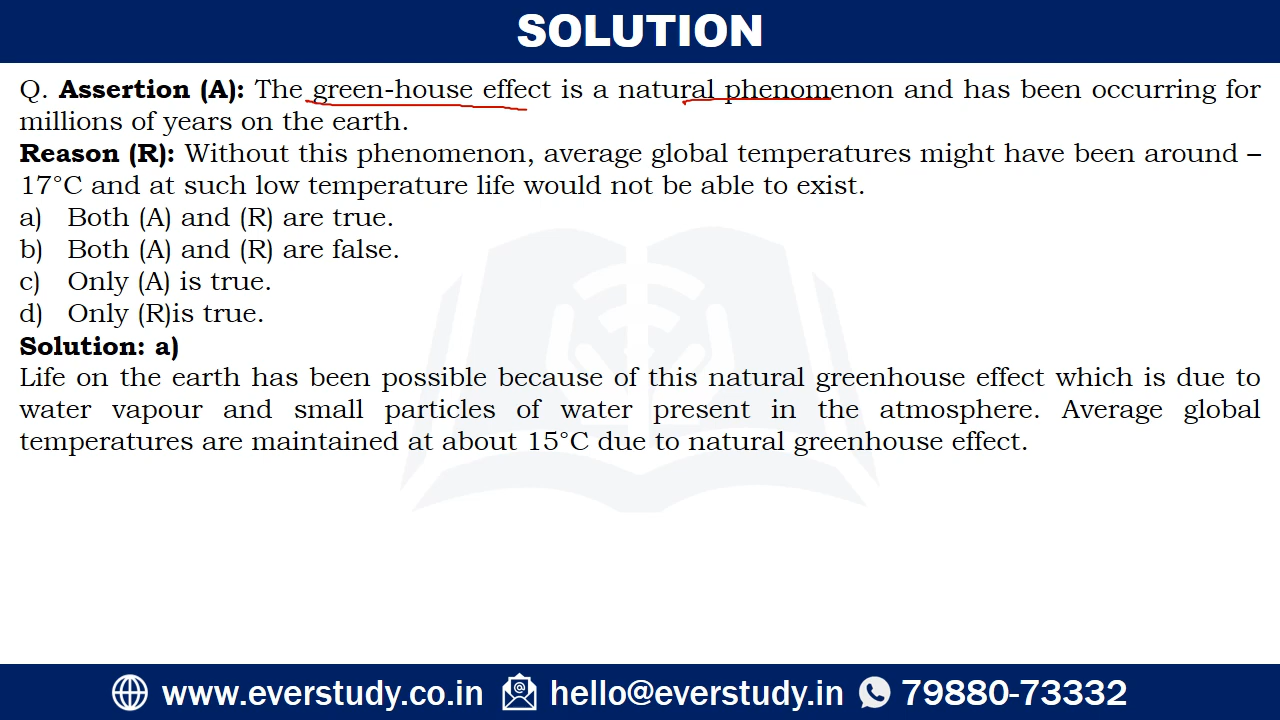 SOLUTION
Q. Assertion (A): The green-house effect is a natural phenomenon and has been occurring for
millions of years on the earth.
Reason (R): Without this phenomenon, average global temperatures might have been around –
17°C and at such low temperature life would not be able to exist.
a) Both (A) and (R) are true.
b) Both (A) and (R) are false.
c) Only (A) is true.
d) Only (R)is true.
Solution: a)
Life on the earth has been possible because of this natural greenhouse effect which is due to
water vapour and small particles of water present in the atmosphere. Average global
temperatures are maintained at about 15°C due to natural greenhouse effect.
www.everstudy.co.in hello@everstudy.in 79880-73332